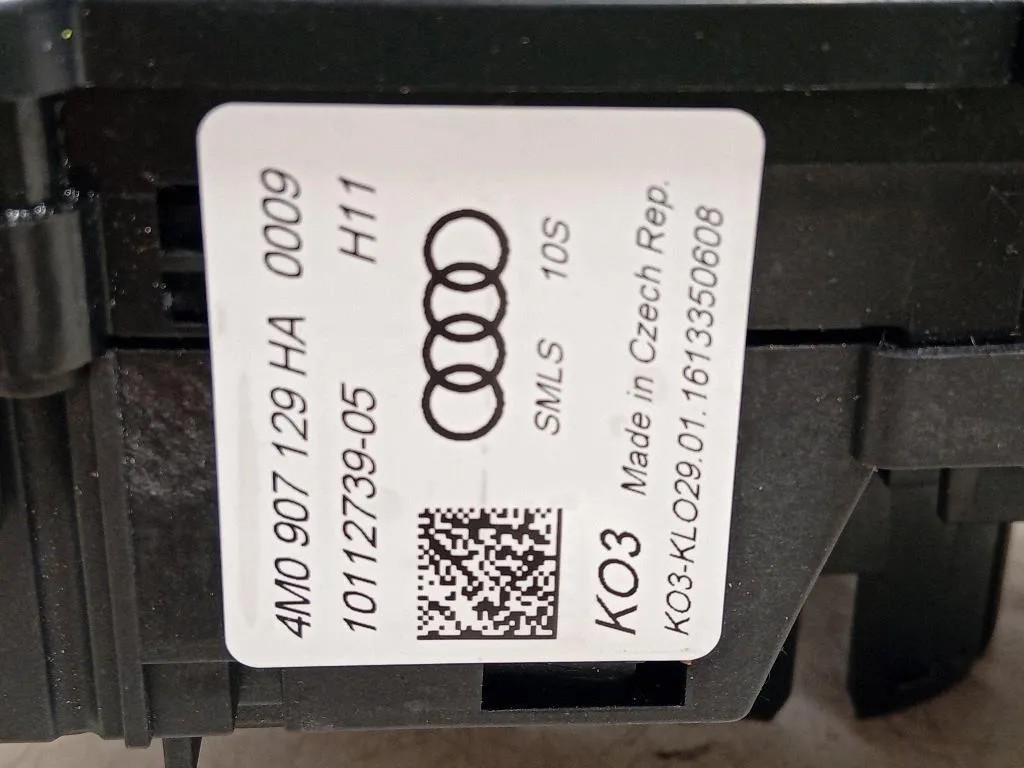 4M0 907 129 HA 0009
10112739-05 H11
SMLS 10S
KO3 Made in Czech Rep.
KO3-KLO29.01.1613350608